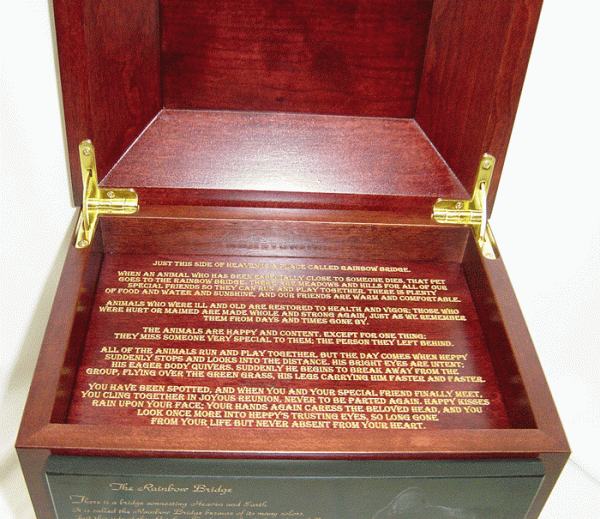 JUST THIS SIDE OF HEAVEN IS A PLACE CALLED RAINBOW BRIDGE.
WHEN AN ANIMAL WHO HAS BEEN ESPECIALLY CLOSE TO SOMEONE DIES, THAT PET
GOES TO THE RAINBOW BRIDGE. THERE ARE MEADOWS AND HILLS FOR ALL OF OUR
SPECIAL FRIENDS SO THEY CAN RUN AND PLAY TOGETHER. THERE IS PLENTY
OF FOOD AND WATER AND SUNSHINE, AND OUR FRIENDS ARE WARM AND COMFORTABLE.
ANIMALS WHO WERE ILL AND OLD ARE RESTORED TO HEALTH AND VIGOR; THOSE WHO
WERE HURT OR MAIMED ARE MADE WHOLE AND STRONG AGAIN, JUST AS WE REMEMBER
THEM FROM DAYS AND TIMES GONE BY.
THE ANIMALS ARE HAPPY AND CONTENT, EXCEPT FOR ONE THING:
THEY MISS SOMEONE VERY SPECIAL TO THEM; THE PERSON THEY LEFT BEHIND.
ALL OF THE ANIMALS RUN AND PLAY TOGETHER, BUT THE DAY COMES WHEN HEPPY
SUDDENLY STOPS AND LOOKS INTO THE DISTANCE. HIS BRIGHT EYES ARE INTENT;
HIS EAGER BODY QUIVERS. SUDDENLY HE BEGINS TO BREAK AWAY FROM THE
GROUP, FLYING OVER THE GREEN GRASS, HIS LEGS CARRYING HIM FASTER AND FASTER.
YOU HAVE BEEN SPOTTED, AND WHEN YOU AND YOUR SPECIAL FRIEND FINALLY MEET,
YOU CLING TOGETHER IN JOYOUS REUNION, NEVER TO BE PARTED AGAIN. HAPPY KISSES
RAIN UPON YOUR FACE; YOUR HANDS AGAIN CARESS THE BELOVED HEAD, AND YOU
LOOK ONCE MORE INTO HEPPY'S TRUSTING EYES, SO LONG GONE
FROM YOUR LIFE BUT NEVER ABSENT FROM YOUR HEART.
The Rainbow Bridge
There is a bridge connecting Heaven and Earth.
It is called the Rainbow Bridge because of its many colors.